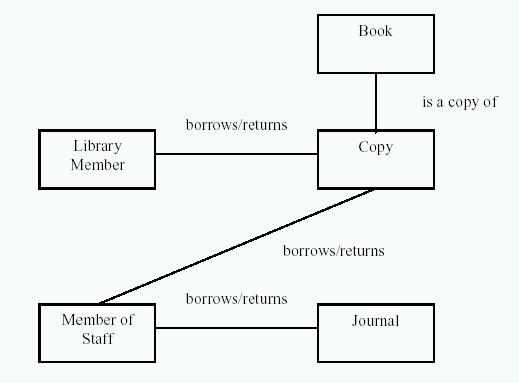 Book
is a copy of
borrows/returns
Library
Member
Copy
borrows/returns
borrows/returns
Member of
Staff
Journal